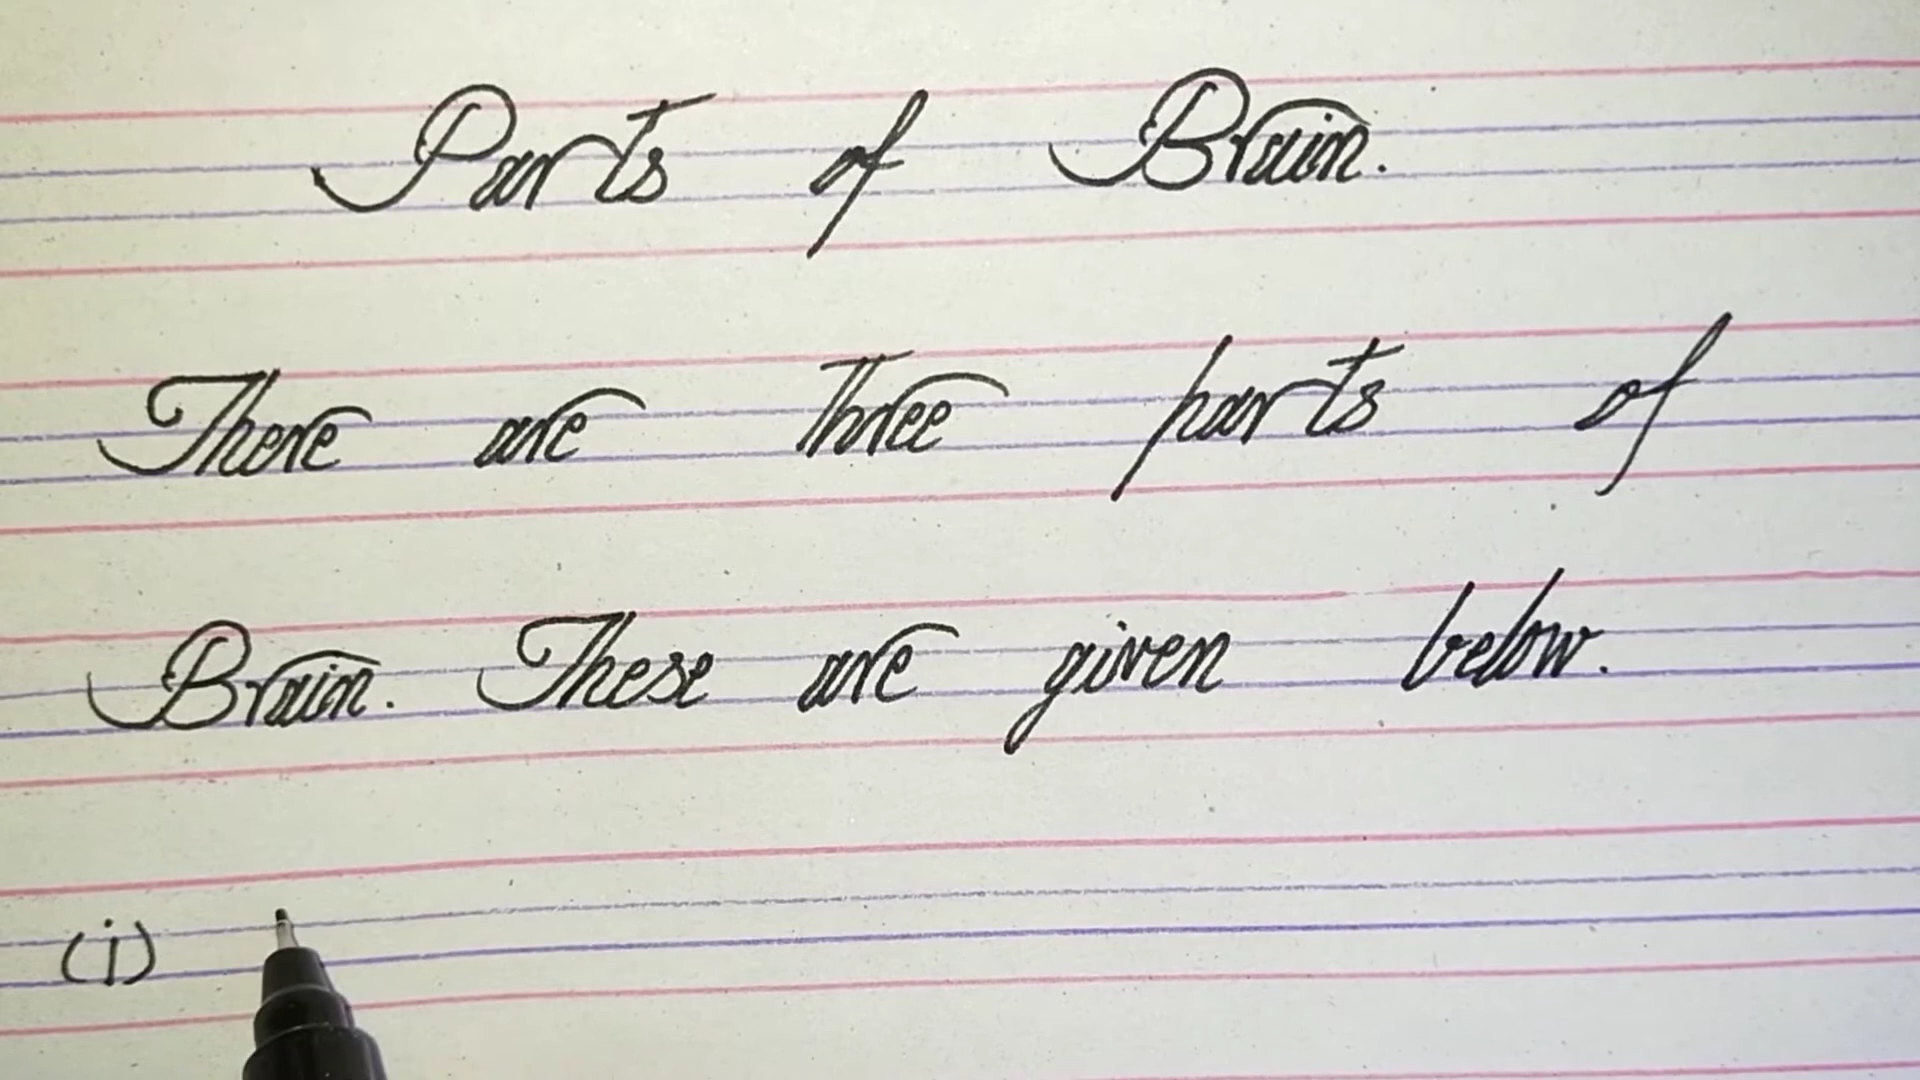 Parts of Brain.
There are three parts of
Brain. These are given below.
(i)